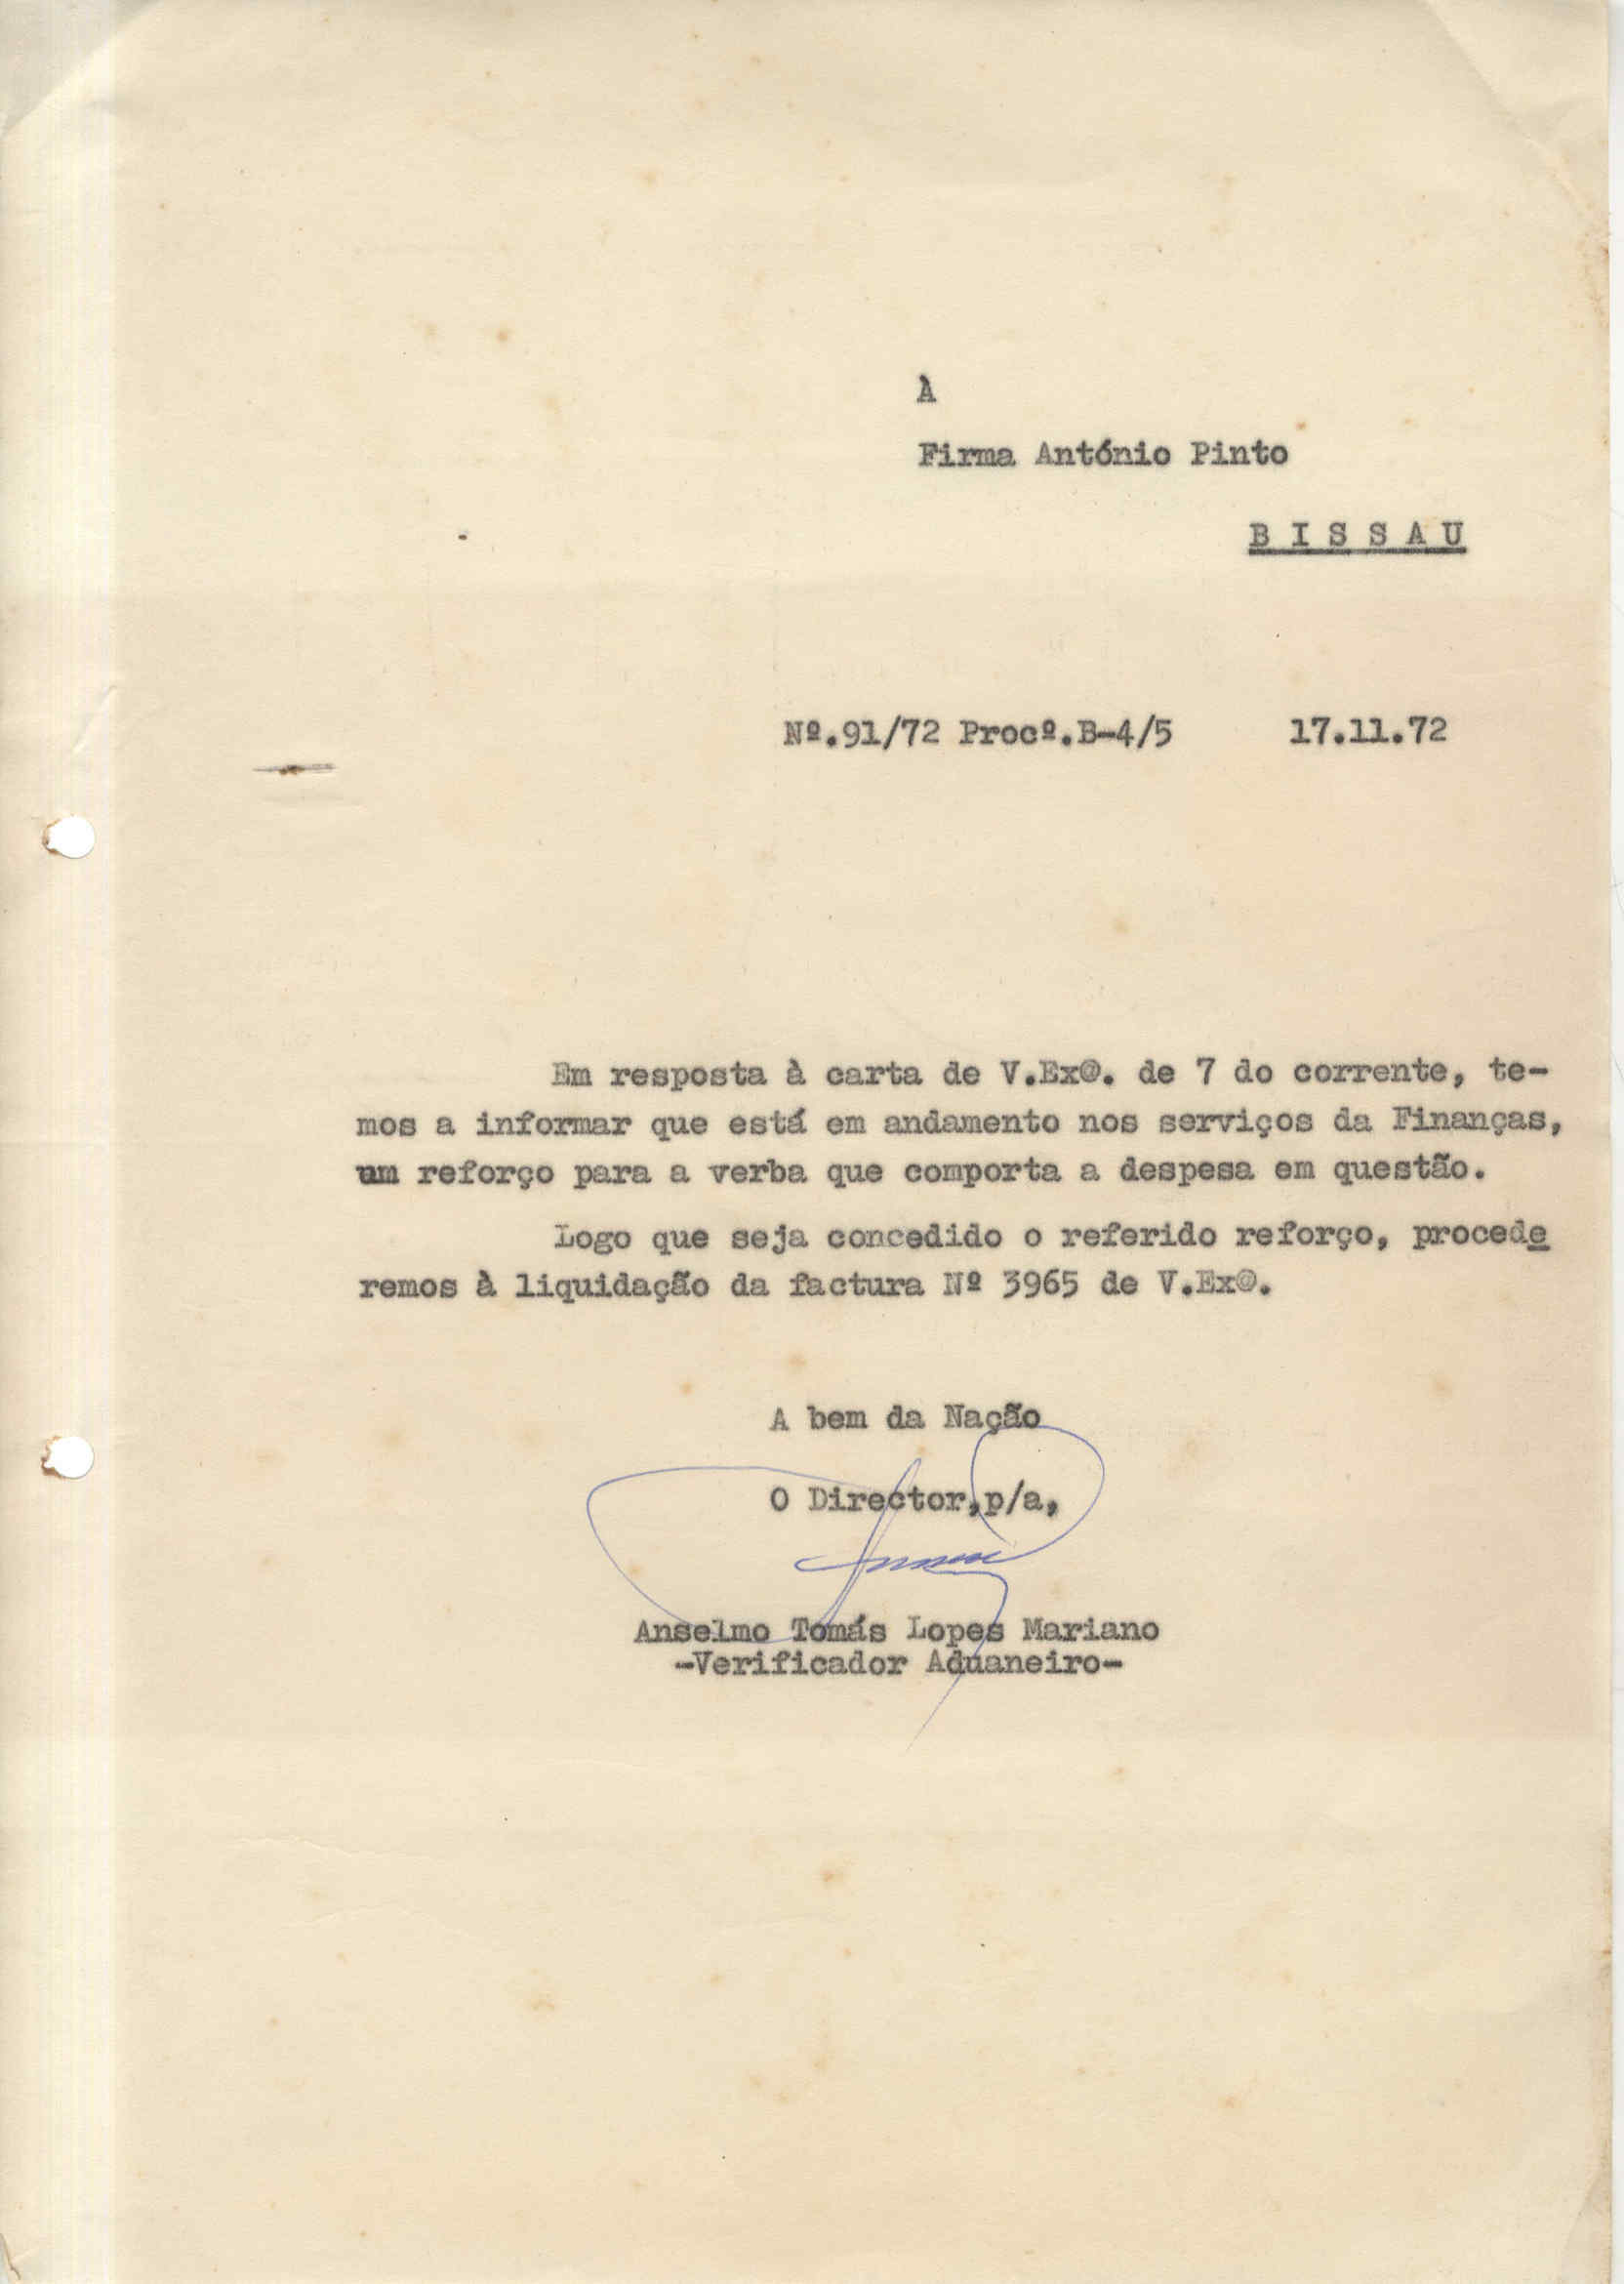 À
Firma António Pinto
B I S S A U
Nº.91/72 Procº.B-4/5 17.11.72
Em resposta à carta de V.Ex@. de 7 do corrente, te-
mos a informar que está em andamento nos serviços da Finanças,
um reforço para a verba que comporta a despesa em questão.
Logo que seja concedido o referido reforço, procede
remos à liquidação da factura Nº 3965 de V.Ex@.
A bem da Nação
O Director,p/a,
Anselmo Tomás Lopes Mariano
-Verificador Aduaneiro-